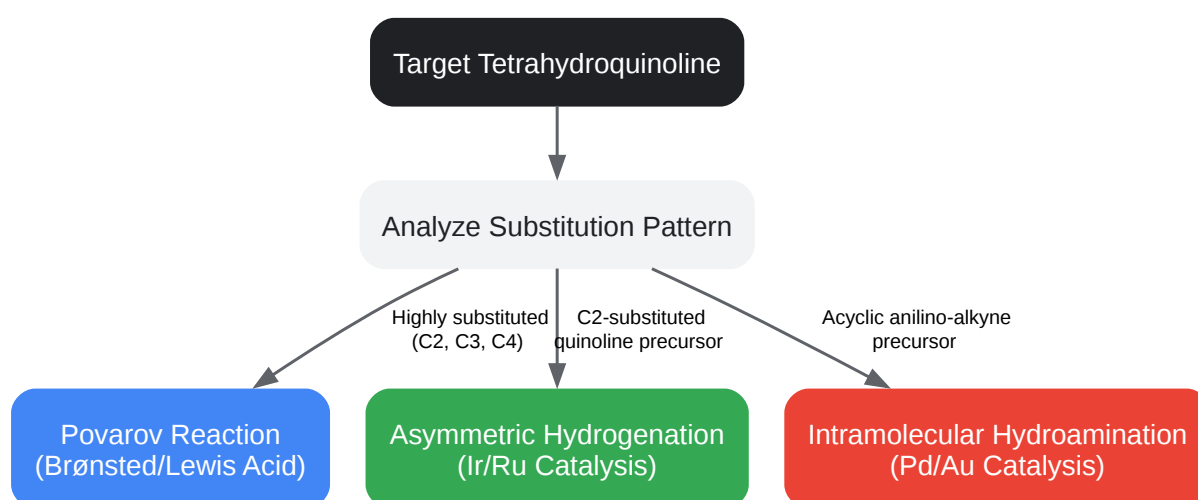 Target Tetrahydroquinoline
Analyze Substitution Pattern
Highly substituted
(C2, C3, C4)
C2-substituted
quinoline precursor
Acyclic anilino-alkyne
precursor
Povarov Reaction
(Brønsted/Lewis Acid)
Asymmetric Hydrogenation
(Ir/Ru Catalysis)
Intramolecular Hydroamination
(Pd/Au Catalysis)